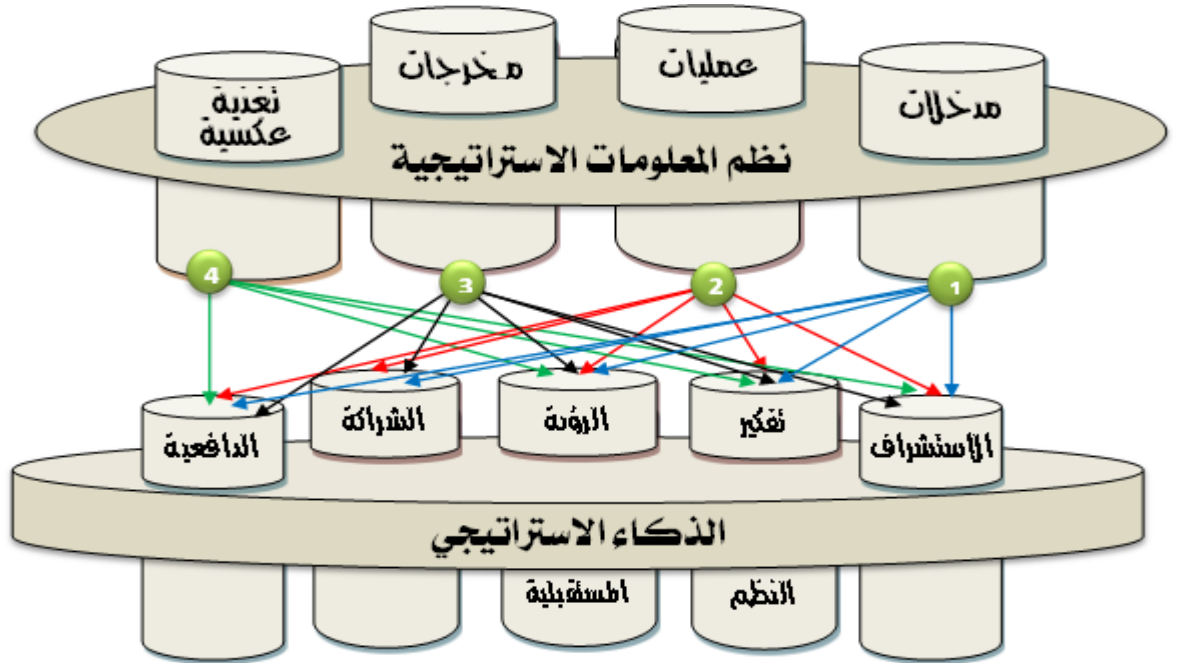 مدخلات
عمليات
مخرجات
تغذية
عكسية
نظم المعلومات الاستراتيجية
1
2
3
4
الأستشراف
تفكير
الرؤية
الشراكة
الدافعية
الذكاء الاستراتيجي
النظم
المستقبلية